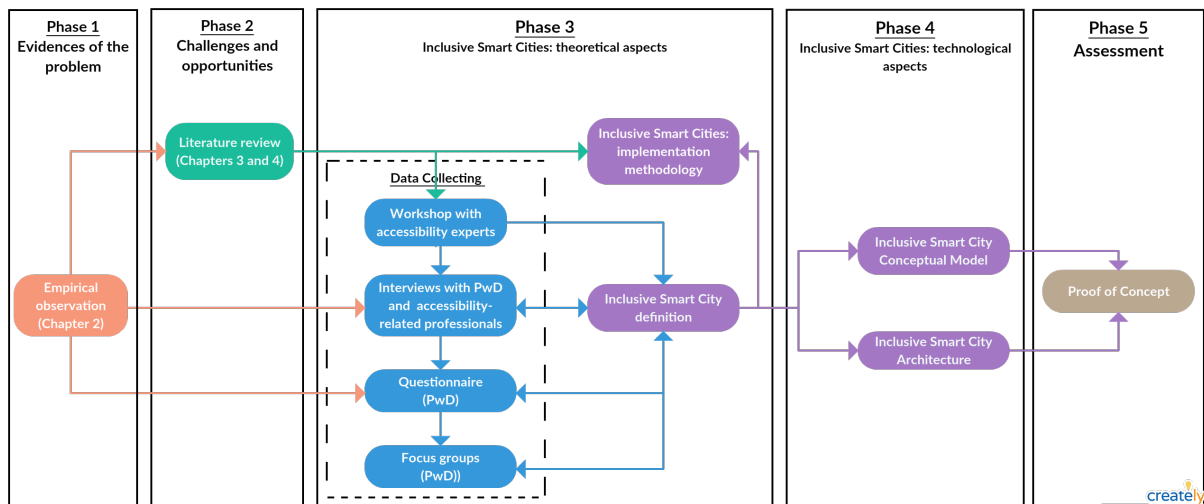 Phase 1
Evidences of the
problem
Phase 2
Challenges and
opportunities
Phase 3
Inclusive Smart Cities: theoretical aspects
Phase 4
Inclusive Smart Cities: technological
aspects
Phase 5
Assessment
Literature review
(Chapters 3 and 4)
Inclusive Smart Cities:
implementation
methodology
Data Collecting
Workshop with
accessibility experts
Inclusive Smart City
Conceptual Model
Empirical
observation
(Chapter 2)
Interviews with PwD
and accessibility-
related professionals
Inclusive Smart City
definition
Proof of Concept
Inclusive Smart City
Architecture
Questionnaire
(PwD)
Focus groups
(PwD))
creately